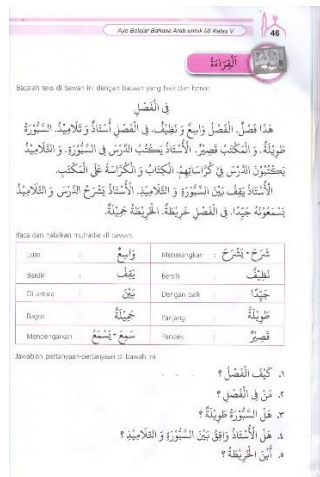 Ayo Belajar Bahasa Arab untuk MI Kelas V
46
اَلْقِرَاءَةُ
Bacalah teks di bawah ini dengan bacaan yang baik dan benar.
فِي الْفَصْلِ
هٰذَا فَصْلٌ. اَلْفَصْلُ وَاسِعٌ وَ نَظِيْفٌ. فِي الْفَصْلِ أُسْتَاذٌ وَ تَلَامِيْذُ. اَلسَّبُّوْرَةُ
طَوِيْلَةٌ. وَ الْمَكْتَبُ قَصِيْرٌ. اَلْأُسْتَاذُ يَكْتُبُ الدَّرْسَ فِي السَّبُّوْرَةِ. وَ التَّلَامِيْذُ
يَكْتُبُوْنَ الدَّرْسَ فِيْ كُرَّاسَاتِهِمْ. اَلْكِتَابُ وَ الْكُرَّاسَةُ عَلَى الْمَكْتَبِ.
اَلْأُسْتَاذُ يَقِفُ بَيْنَ السَّبُّوْرَةِ وَ التَّلَامِيْذِ. اَلْأُسْتَاذُ يَشْرَحُ الدَّرْسَ وَ التَّلَامِيْذُ
يَسْمَعُوْنَهُ جَيِّدًا. فِي الْفَصْلِ خَرِيْطَةٌ. اَلْخَرِيْطَةُ جَمِيْلَةٌ.
Baca dan hafalkan mufradat di bawah.
Luas : وَاسِعٌ Menerangkan : شَرَحَ - يَشْرَحُ
Berdiri : يَقِفُ Bersih : نَظِيْفٌ
Di antara : بَيْنَ Dengan baik : جَيِّدًا
Bagus : جَمِيْلَةٌ Panjang : طَوِيْلَةٌ
Mendengarkan : سَمِعَ - يَسْمَعُ Pendek : قَصِيْرٌ
Jawablah pertanyaan-pertanyaan di bawah ini.
١. كَيْفَ الْفَصْلُ ؟
٢. مَنْ فِي الْفَصْلِ ؟
٣. هَلِ السَّبُّوْرَةُ طَوِيْلَةٌ ؟
٤. هَلِ الْأُسْتَاذُ وَاقِفٌ بَيْنَ السَّبُّوْرَةِ وَ التَّلَامِيْذِ ؟
٥. أَيْنَ الْخَرِيْطَةُ ؟